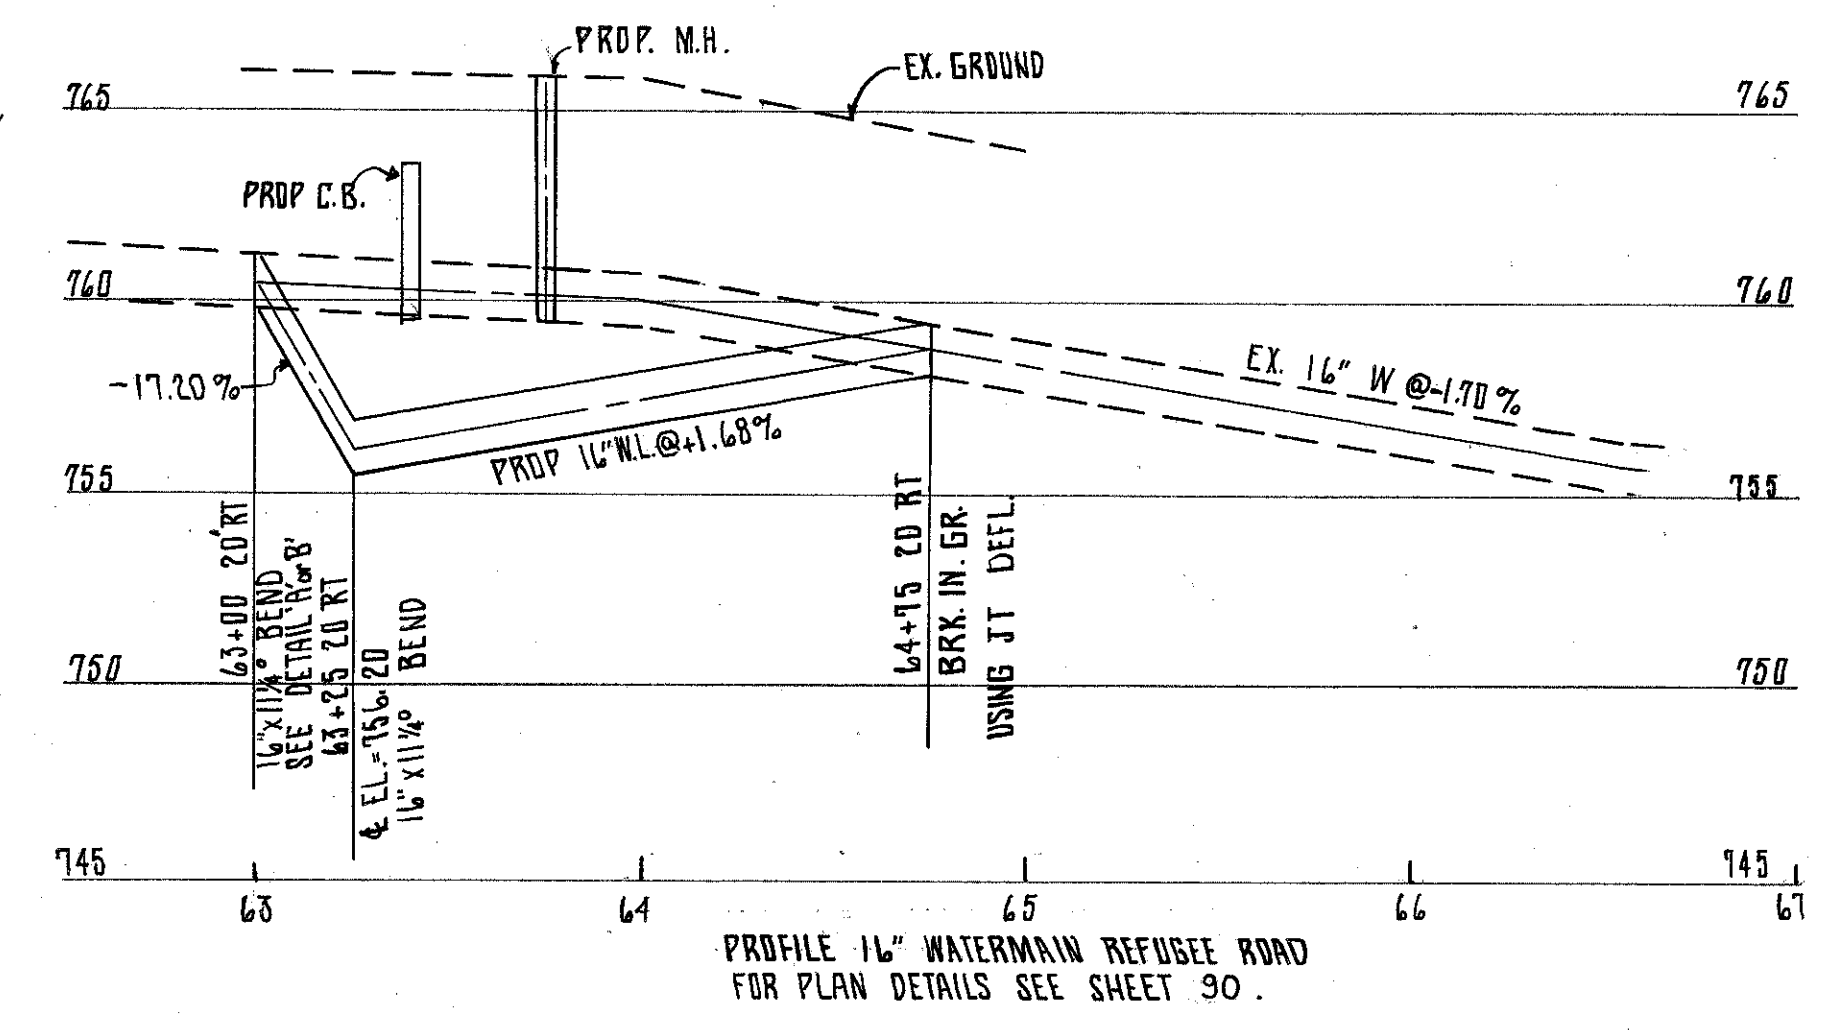 PROP. M.H.
EX. GROUND
765
765
PROP C.B.
760
760
-17.20%
EX. 16" W @-1.70%
PROP 16" W.L.@+1.68%
755
755
63+00 20' RT
16"x11¼° BEND
SEE DETAIL 'A' or 'B'
63+25 20 RT
℄ EL.=756.20
16" x11¼° BEND
64+75 20 RT
BRK. IN. GR.
USING JT DEFL.
750
750
745
745
63
64
65
66
67
PROFILE 16" WATERMAIN REFUGEE ROAD
FOR PLAN DETAILS SEE SHEET 90.